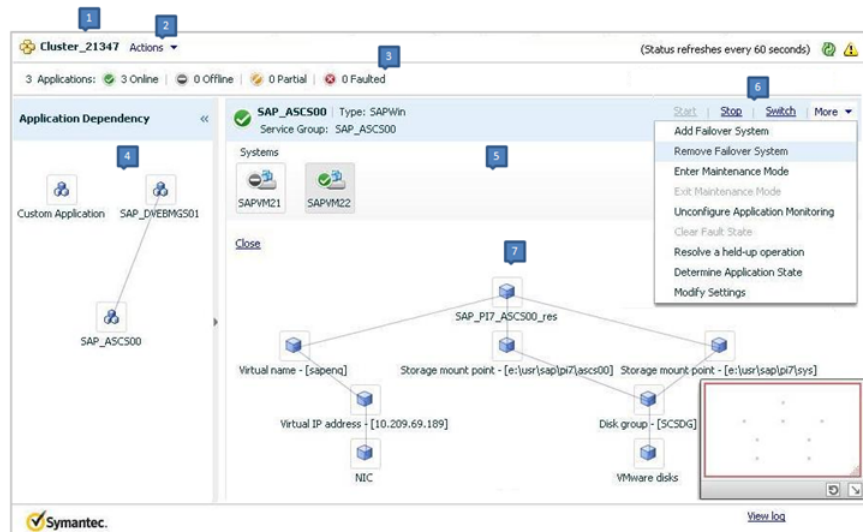 1
2
Cluster_21347 Actions
(Status refreshes every 60 seconds)
3
3 Applications: 3 Online | 0 Offline | 0 Partial | 0 Faulted
6
Application Dependency «
SAP_ASCS00 | Type: SAPWin
Service Group: SAP_ASCS00
Start | Stop | Switch | More
Add Failover System
Remove Failover System
Enter Maintenance Mode
Exit Maintenance Mode
Unconfigure Application Monitoring
Clear Fault State
Resolve a held-up operation
Determine Application State
Modify Settings
4
Custom Application
SAP_DVEBMGS01
SAP_ASCS00
5
Systems
SAPVM21
SAPVM22
Close
7
SAP_PI7_ASCS00_res
Virtual name - [sapenq]
Storage mount point - [e:\usr\sap\pi7\ascs00]
Storage mount point - [e:\usr\sap\pi7\sys]
Virtual IP address - [10.209.69.189]
Disk group - [SCSDG]
NIC
VMware disks
Symantec.
View log